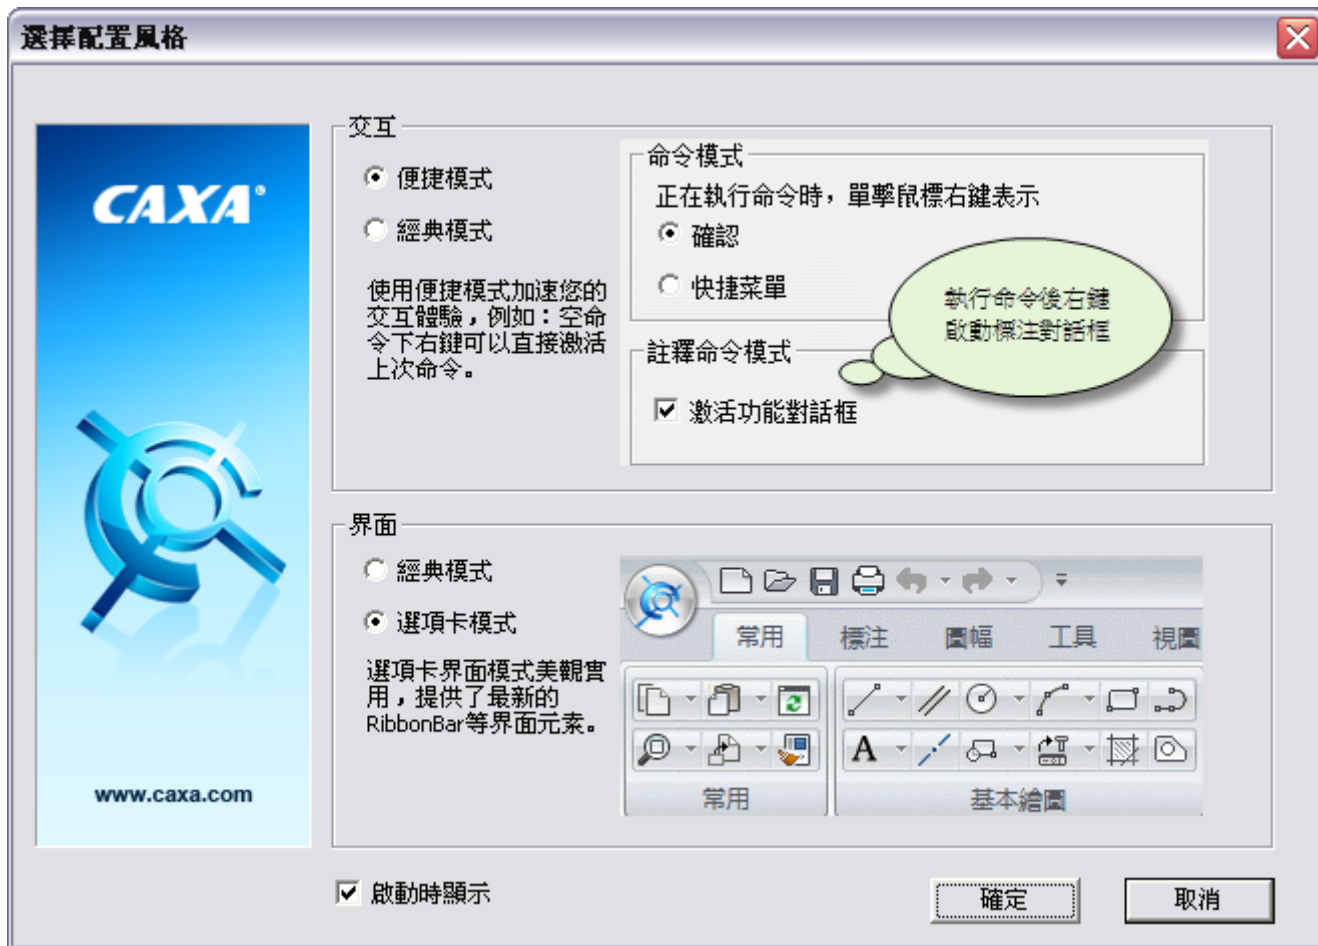 選擇配置風格
CAXA®
www.caxa.com
交互
便捷模式
經典模式
使用便捷模式加速您的
交互體驗，例如：空命
令下右鍵可以直接激活
上次命令。
命令模式
正在執行命令時，單擊鼠標右鍵表示
確認
快捷菜單
執行命令後右鍵
啟動標注對話框
註釋命令模式
激活功能對話框
界面
經典模式
選項卡模式
選項卡界面模式美觀實
用，提供了最新的
RibbonBar等界面元素。
常用 標注 圖幅 工具 視圖
A
常用 基本繪圖
啟動時顯示
確定 取消